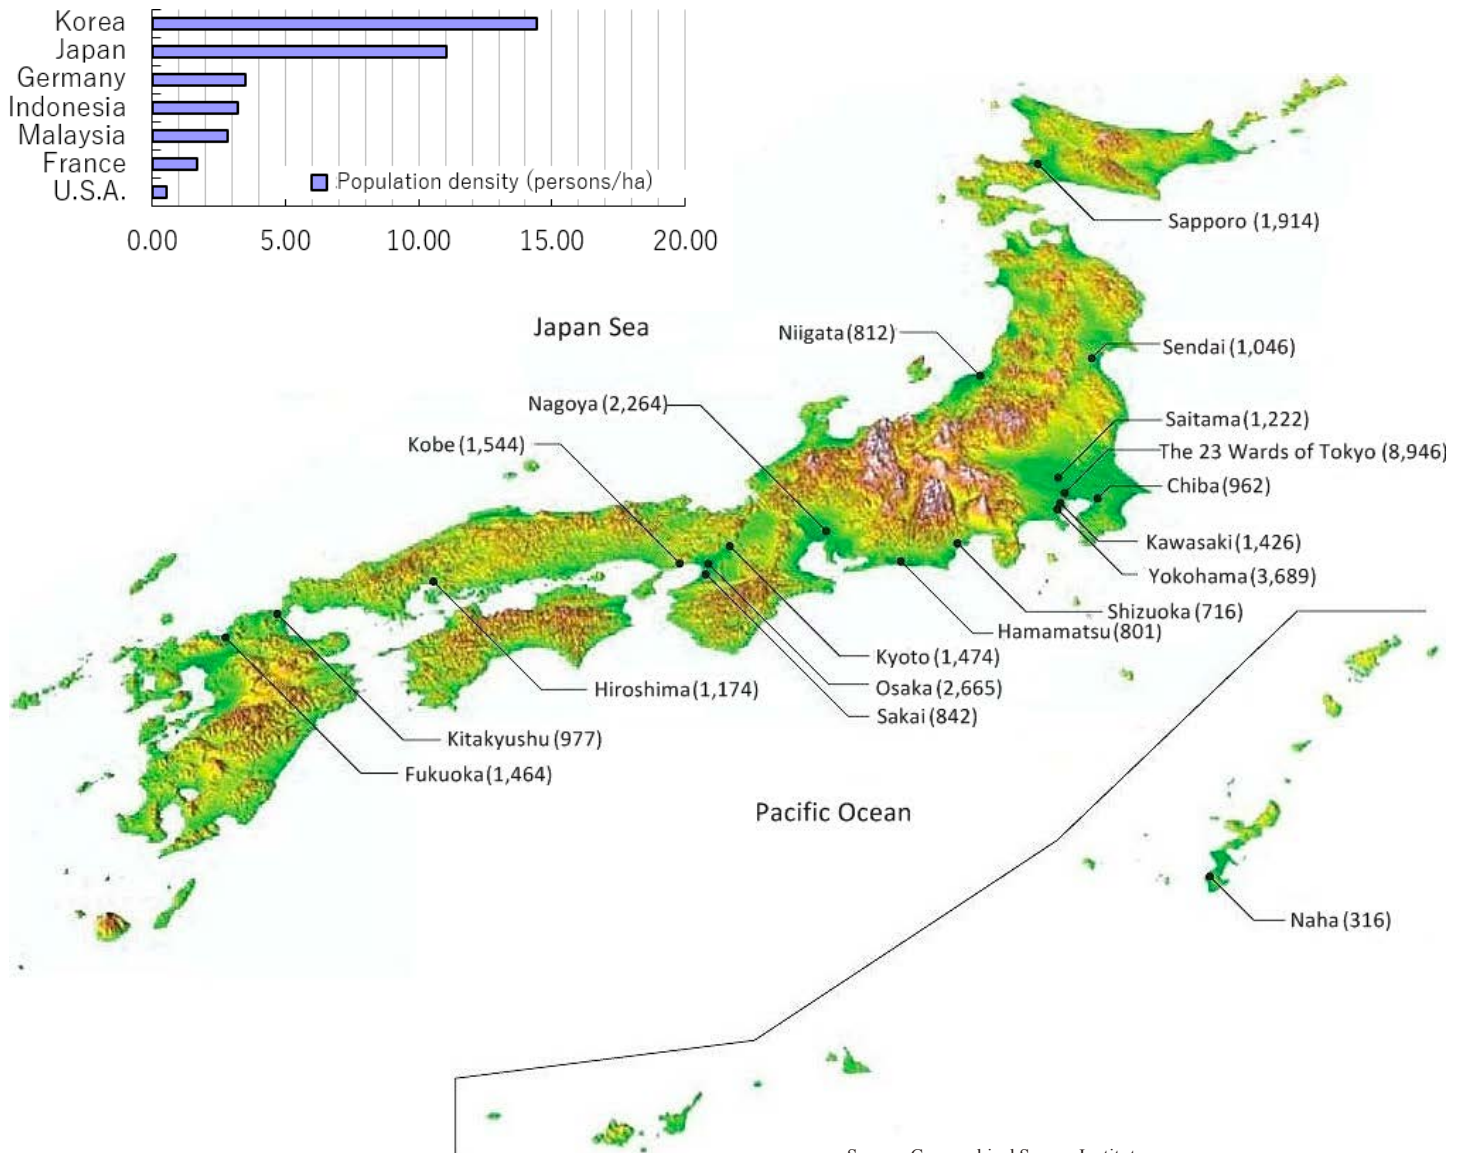 Korea
Japan
Germany
Indonesia
Malaysia
France
U.S.A.
Population density (persons/ha)
0.00 5.00 10.00 15.00 20.00
Sapporo (1,914)
Japan Sea
Niigata (812)
Sendai (1,046)
Nagoya (2,264)
Saitama (1,222)
Kobe (1,544)
The 23 Wards of Tokyo (8,946)
Chiba (962)
Kawasaki (1,426)
Yokohama (3,689)
Shizuoka (716)
Hamamatsu (801)
Kyoto (1,474)
Osaka (2,665)
Hiroshima (1,174)
Sakai (842)
Kitakyushu (977)
Fukuoka (1,464)
Pacific Ocean
Naha (316)